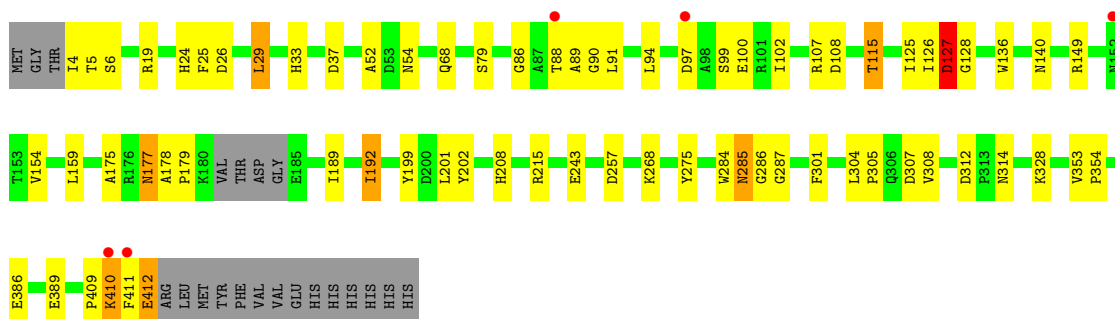 MET GLY THR I4 T5 S6 R19 H24 F25 D26 L29 H33 D37 A52 D53 N54 Q68 S79 G86 A87 T88 A89 G90 L91 L94 D97 A98 S99 E100 R101 I102 R107 D108 T115 I125 I126 D127 G128 W136 N140 R149 N152
T153 V154 L159 A175 R176 N177 A178 P179 K180 VAL THR ASP GLY E185 I189 I192 Y199 D200 L201 Y202 H208 R215 E243 D257 K268 Y275 W284 N285 G286 G287 F301 L304 P305 Q306 D307 V308 D312 P313 N314 K328 V353 P354
E386 E389 P409 K410 F411 E412 ARG LEU MET TYR PHE VAL VAL GLU HIS HIS HIS HIS HIS HIS